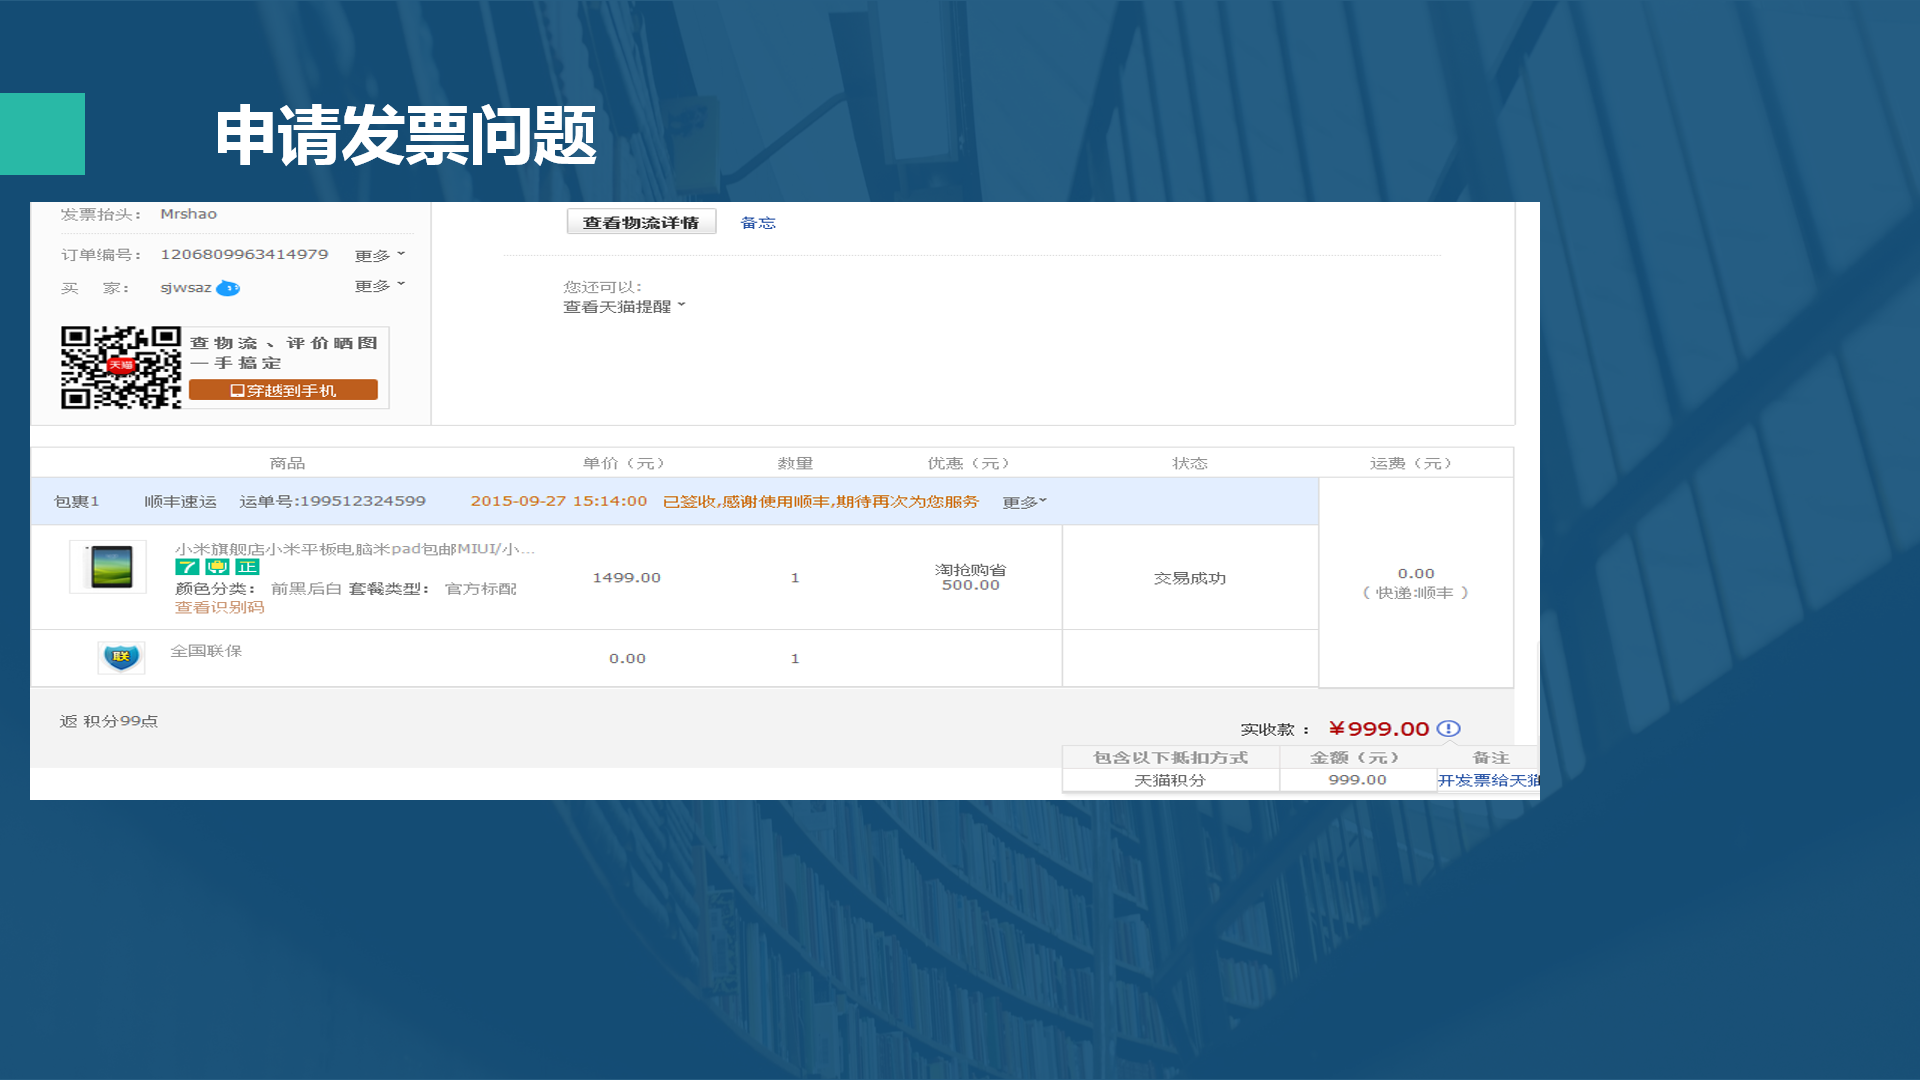 申请发票问题
发票抬头： Mrshao
订单编号： 1206809963414979 更多
买 家： sjwsaz 更多
查看物流详情 备忘
您还可以：
查看天猫提醒
天猫
查物流、评价晒图
一手搞定
穿越到手机
商品 单价（元） 数量 优惠（元） 状态 运费（元）
包裹1 顺丰速运 运单号:199512324599 2015-09-27 15:14:00 已签收,感谢使用顺丰,期待再次为您服务 更多
小米旗舰店小米平板电脑米pad包邮MIUI/小...
7 正
颜色分类： 前黑后白 套餐类型： 官方标配
查看识别码
1499.00 1 淘抢购省
500.00
交易成功
0.00
（ 快递:顺丰 ）
联 全国联保 0.00 1
返 积分99点
实收款 ： ￥999.00
包含以下抵扣方式 金额（元） 备注
天猫积分 999.00 开发票给天猫